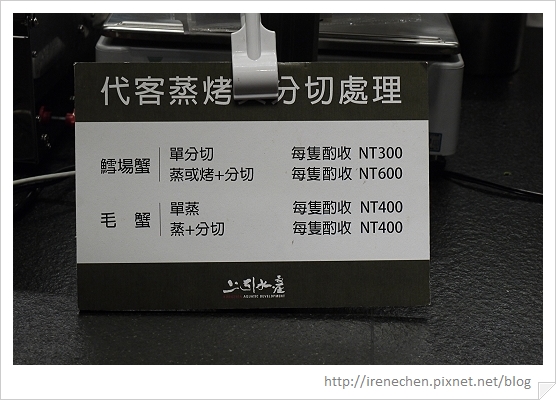 代客蒸烤 分切處理
鱈場蟹 單分切 每隻酌收 NT300
蒸或烤+分切 每隻酌收 NT600
毛蟹 單蒸 每隻酌收 NT400
蒸+分切 每隻酌收 NT400
上引水產
AQUATIC DEVELOPMENT
http://irenechen.pixnet.net/blog